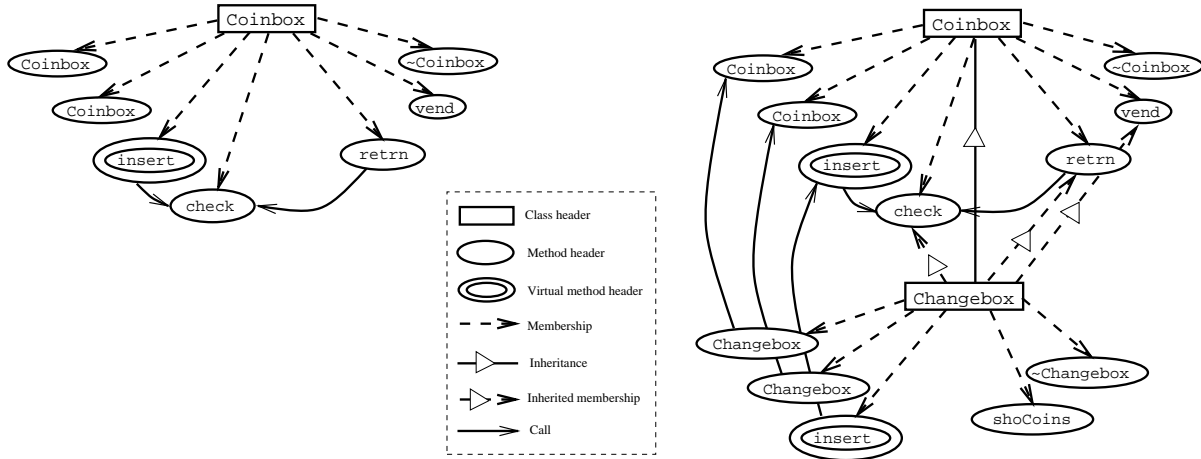 Coinbox
Coinbox
~Coinbox
Coinbox
vend
insert
retrn
check
Class header
Method header
Virtual method header
Membership
Inheritance
Inherited membership
Call
Coinbox
Coinbox
~Coinbox
Coinbox
vend
insert
retrn
check
Changebox
Changebox
Changebox
~Changebox
shoCoins
insert